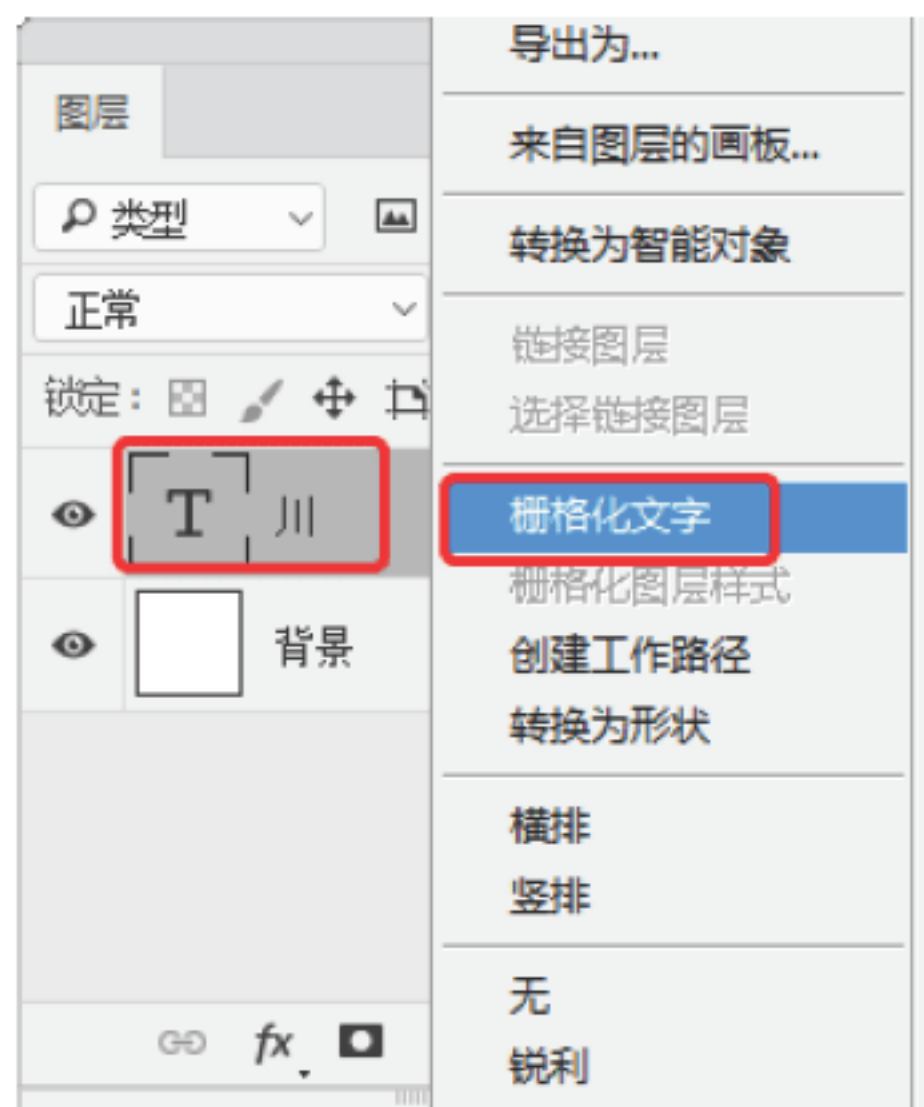 图层
类型
正常
锁定：
T 川
背景
fx
导出为...
来自图层的画板...
转换为智能对象
链接图层
选择链接图层
栅格化文字
栅格化图层样式
创建工作路径
转换为形状
横排
竖排
无
锐利